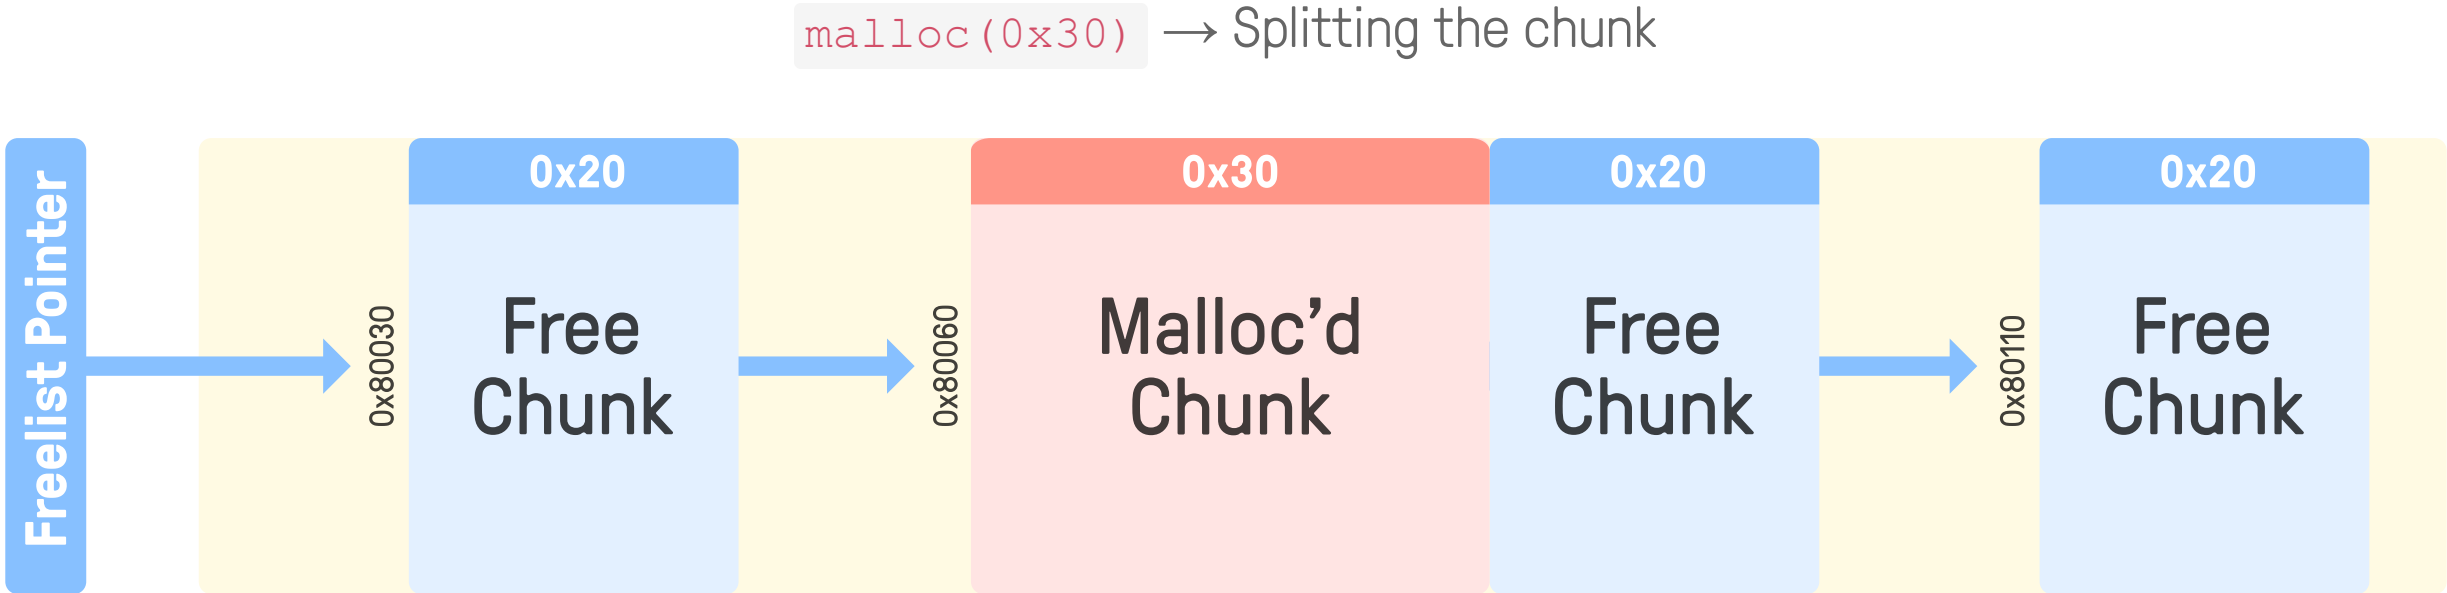 malloc(0x30) → Splitting the chunk
Freelist Pointer
0x80030
0x20
Free
Chunk
0x80060
0x30
Malloc’d
Chunk
0x20
Free
Chunk
0x80110
0x20
Free
Chunk